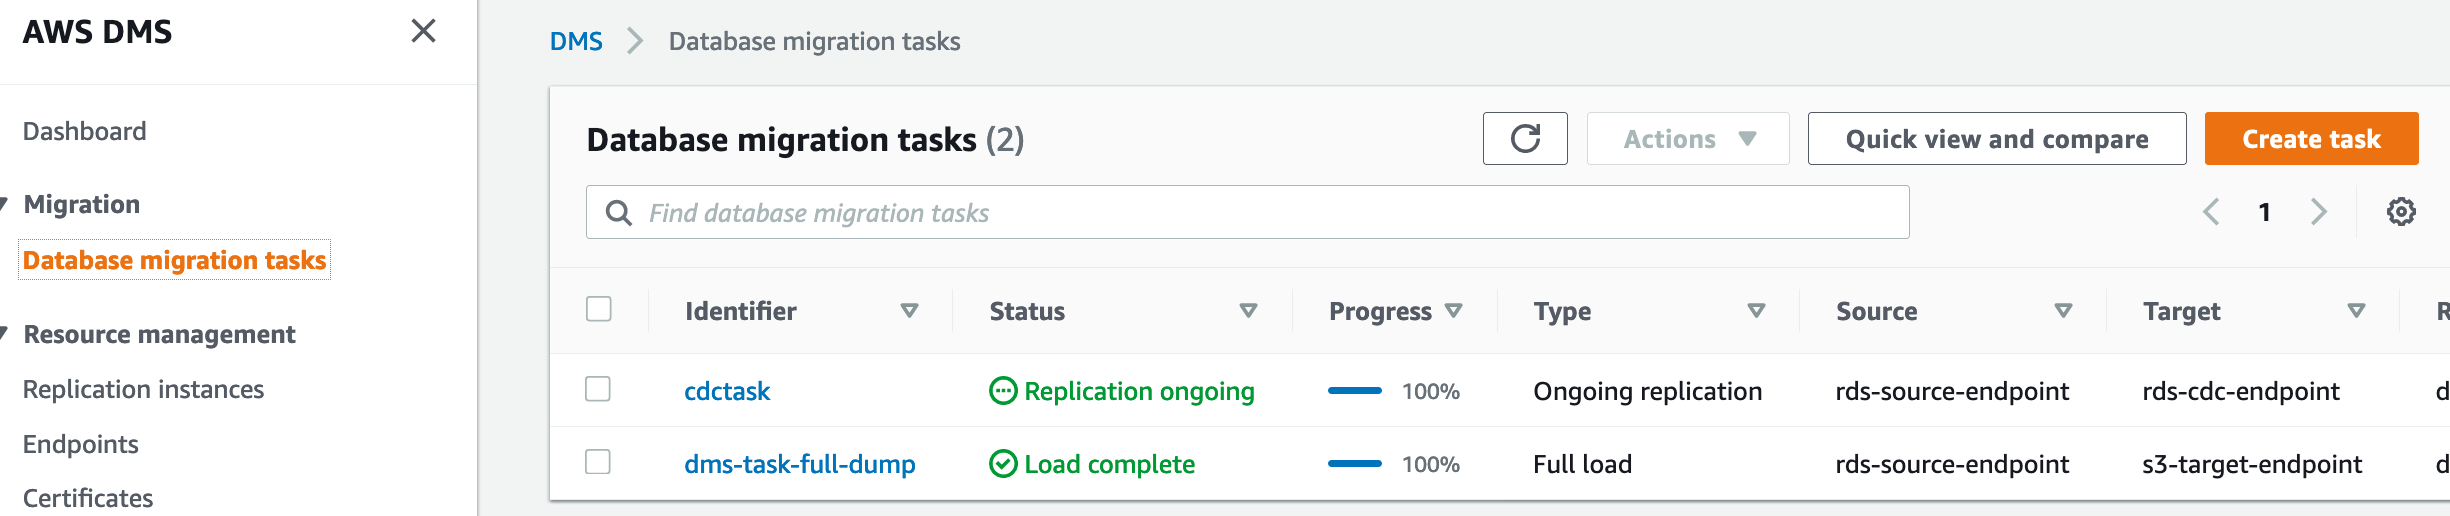 AWS DMS
Dashboard
Migration
Database migration tasks
Resource management
Replication instances
Endpoints
Certificates
DMS Database migration tasks
Database migration tasks (2)
Actions Quick view and compare Create task
Find database migration tasks
1
Identifier Status Progress Type Source Target
cdctask Replication ongoing 100% Ongoing replication rds-source-endpoint rds-cdc-endpoint
dms-task-full-dump Load complete 100% Full load rds-source-endpoint s3-target-endpoint